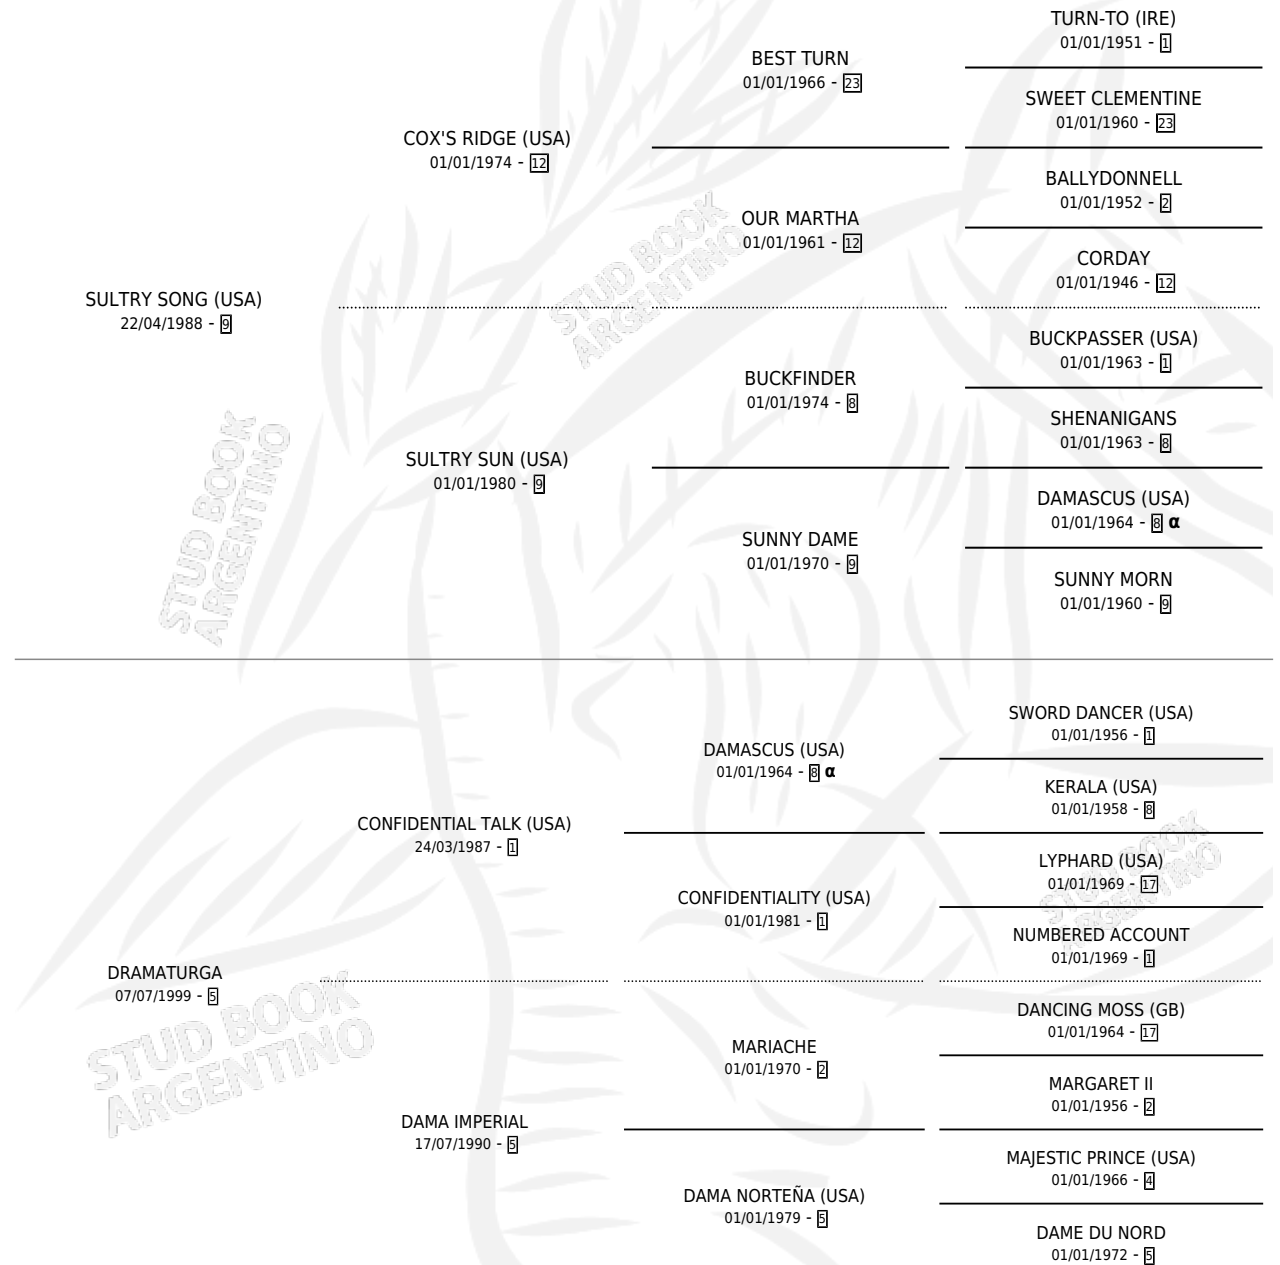 TURN-TO (IRE)
01/01/1951 - 1
BEST TURN
01/01/1966 - 23
SWEET CLEMENTINE
01/01/1960 - 23
COX'S RIDGE (USA)
01/01/1974 - 12
BALLYDONNELL
01/01/1952 - 2
OUR MARTHA
01/01/1961 - 12
CORDAY
01/01/1946 - 12
SULTRY SONG (USA)
22/04/1988 - 9
BUCKPASSER (USA)
01/01/1963 - 1
BUCKFINDER
01/01/1974 - 8
SHENANIGANS
01/01/1963 - 8
SULTRY SUN (USA)
01/01/1980 - 9
DAMASCUS (USA)
01/01/1964 - 8 α
SUNNY DAME
01/01/1970 - 9
SUNNY MORN
01/01/1960 - 9
SWORD DANCER (USA)
01/01/1956 - 1
DAMASCUS (USA)
01/01/1964 - 8 α
KERALA (USA)
01/01/1958 - 8
CONFIDENTIAL TALK (USA)
24/03/1987 - 1
LYPHARD (USA)
01/01/1969 - 17
CONFIDENTIALITY (USA)
01/01/1981 - 1
NUMBERED ACCOUNT
01/01/1969 - 1
DRAMATURGA
07/07/1999 - 5
DANCING MOSS (GB)
01/01/1964 - 17
MARIACHE
01/01/1970 - 2
MARGARET II
01/01/1956 - 2
DAMA IMPERIAL
17/07/1990 - 5
MAJESTIC PRINCE (USA)
01/01/1966 - 4
DAMA NORTEÑA (USA)
01/01/1979 - 5
DAME DU NORD
01/01/1972 - 5
STUD BOOK
ARGENTINO
STUD BOOK
ARGENTINO
STUD BOOK
ARGENTINO
STUD BOOK
ARGENTINO